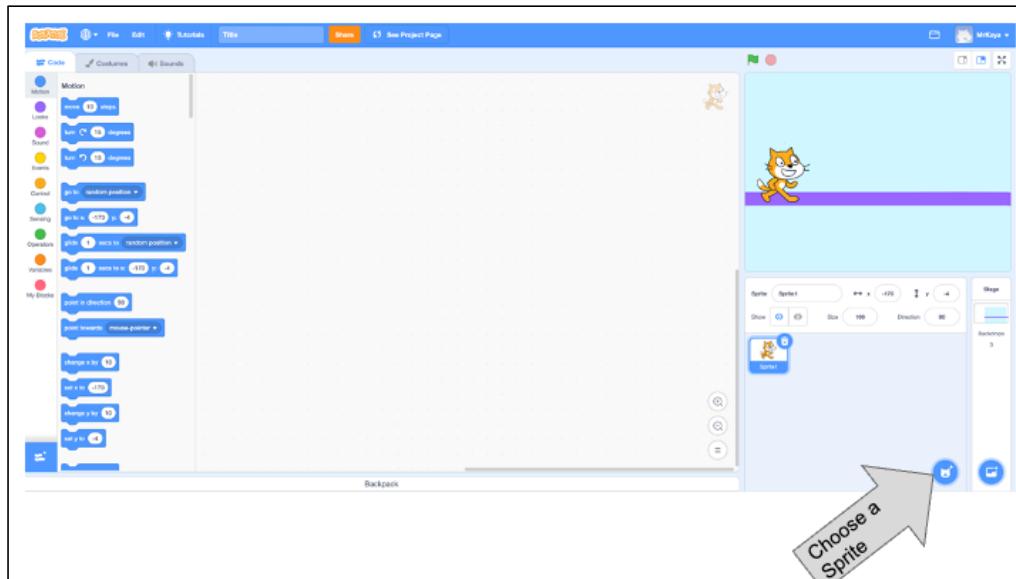 SCRATCH
File Edit Tutorials Title Share See Project Page MrKaya
Code Costumes Sounds
Motion
Looks
Sound
Events
Control
Sensing
Operators
Variables
My Blocks
Motion
move 10 steps
turn 15 degrees
turn 15 degrees
go to random position
go to x: -173 y: -4
glide 1 secs to random position
glide 1 secs to x: -173 y: -4
point in direction 90
point towards mouse-pointer
change x by 10
set x to -173
change y by 10
set y to -4
Backpack
Sprite Sprite1 x -173 y -4
Show Size 100 Direction 90
Sprite1
Stage
Backdrops
3
Choose a
Sprite